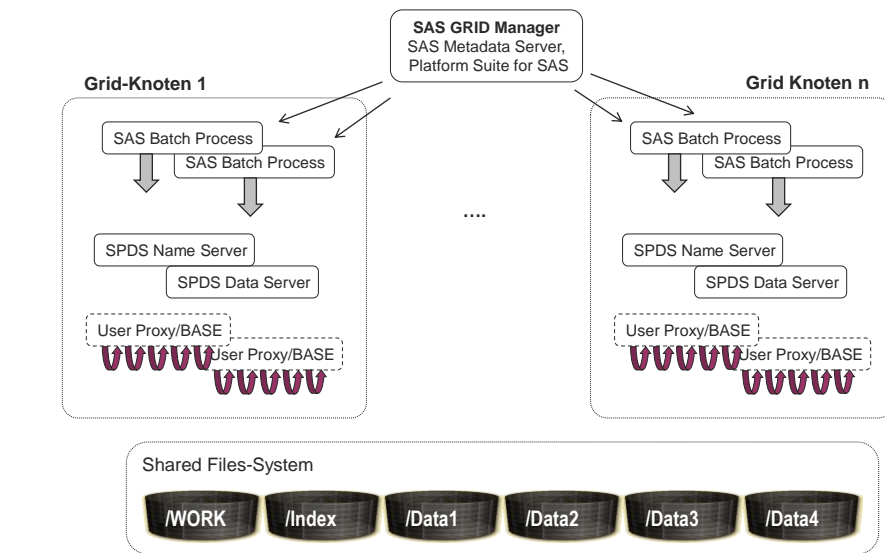 SAS GRID Manager
SAS Metadata Server,
Platform Suite for SAS
Grid-Knoten 1
Grid Knoten n
SAS Batch Process
SAS Batch Process
SAS Batch Process
SAS Batch Process
....
SPDS Name Server
SPDS Data Server
SPDS Name Server
SPDS Data Server
User Proxy/BASE
User Proxy/BASE
User Proxy/BASE
User Proxy/BASE
Shared Files-System
/WORK
/Index
/Data1
/Data2
/Data3
/Data4